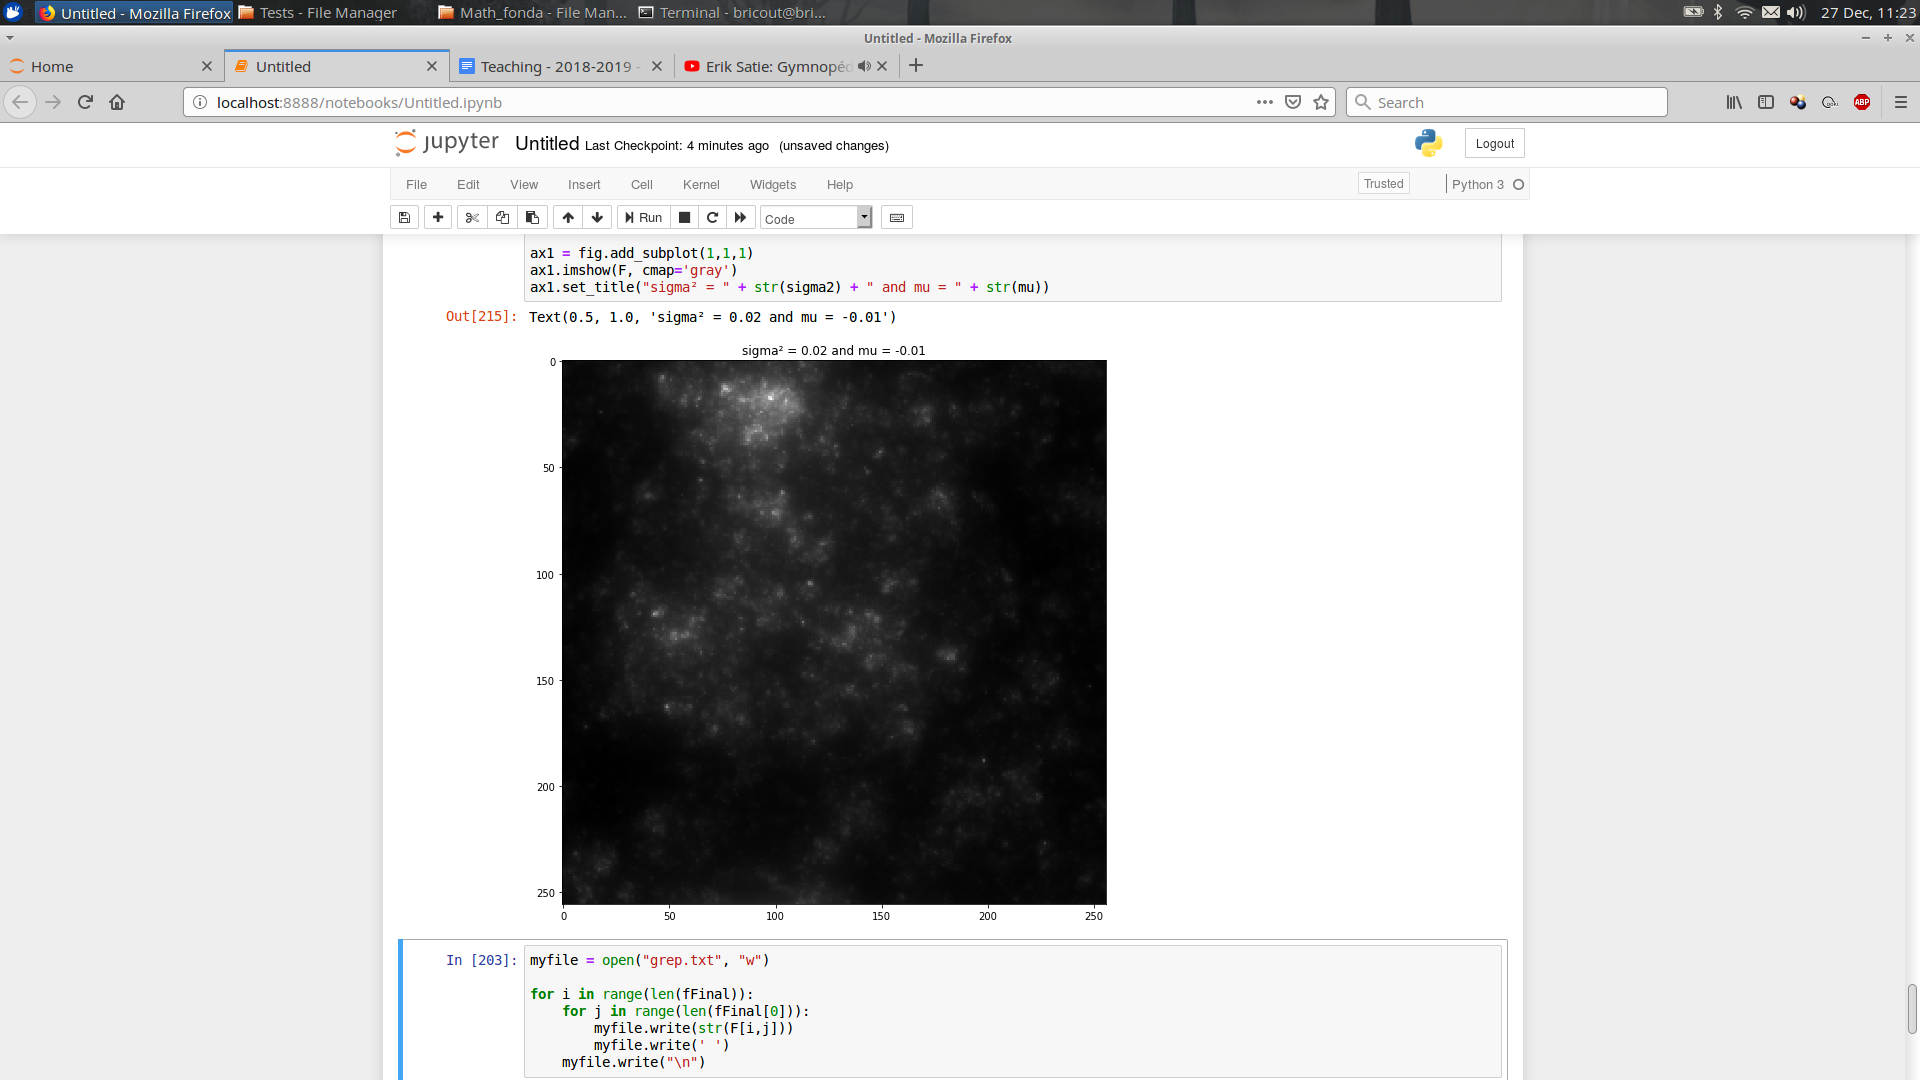 Untitled - Mozilla Firefox
Tests - File Manager
Math_fonda - File Man...
Terminal - bricout@bri...
27 Dec, 11:23
Untitled - Mozilla Firefox
Home
Untitled
Teaching - 2018-2019 -
Erik Satie: Gymnopéd
localhost:8888/notebooks/Untitled.ipynb
Search
ABP
jupyter Untitled Last Checkpoint: 4 minutes ago (unsaved changes)
Logout
File Edit View Insert Cell Kernel Widgets Help
Trusted
Python 3
Run
Code
ax1 = fig.add_subplot(1,1,1)
ax1.imshow(F, cmap='gray')
ax1.set_title("sigma² = " + str(sigma2) + " and mu = " + str(mu))
Out[215]: Text(0.5, 1.0, 'sigma² = 0.02 and mu = -0.01')
sigma² = 0.02 and mu = -0.01
0
50
100
150
200
250
0 50 100 150 200 250
In [203]: myfile = open("grep.txt", "w")
for i in range(len(fFinal)):
for j in range(len(fFinal[0])):
myfile.write(str(F[i,j]))
myfile.write(' ')
myfile.write("\n")